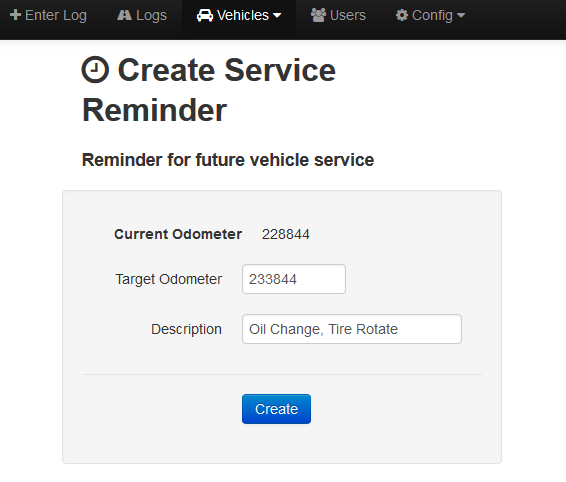 Enter Log Logs Vehicles Users Config
Create Service
Reminder
Reminder for future vehicle service
Current Odometer 228844
Target Odometer 233844
Description Oil Change, Tire Rotate
Create